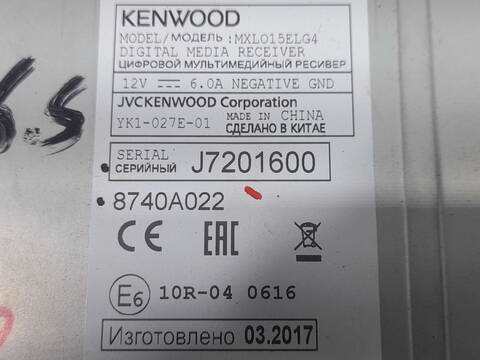 KENWOOD
MODEL/МОДЕЛЬ:MXL015ELG4
DIGITAL MEDIA RECEIVER
ЦИФРОВОЙ МУЛЬТИМЕДИЙНЫЙ РЕСИВЕР
12V 6.0A NEGATIVE GND
JVCKENWOOD Corporation
YK1-027E-01 MADE IN CHINA
СДЕЛАНО В КИТАЕ
SERIAL
СЕРИЙНЫЙ J7201600
8740A022
CE EAC
E6 10R-04 0616
Изготовлено 03.2017